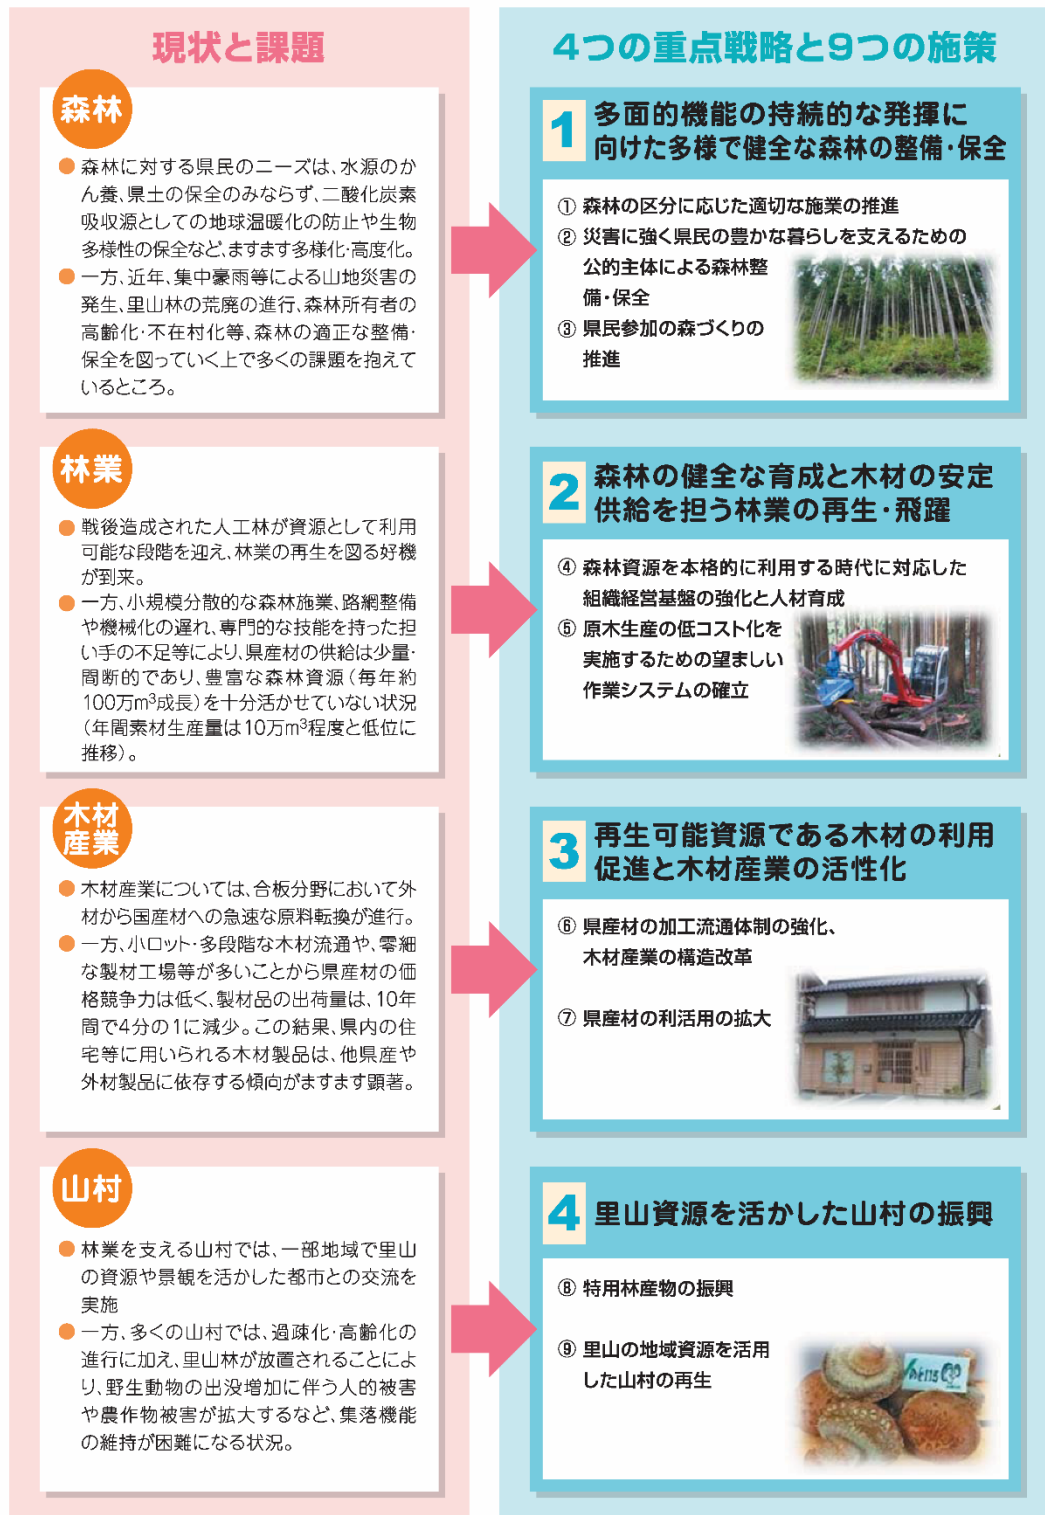 現状と課題
森林
● 森林に対する県民のニーズは、水源のか
ん養、県土の保全のみならず、二酸化炭素
吸収源としての地球温暖化の防止や生物
多様性の保全など、ますます多様化・高度化。
● 一方、近年、集中豪雨等による山地災害の
発生、里山林の荒廃の進行、森林所有者の
高齢化・不在村化等、森林の適正な整備・
保全を図っていく上で多くの課題を抱えて
いるところ。
林業
● 戦後造成された人工林が資源として利用
可能な段階を迎え、林業の再生を図る好機
が到来。
● 一方、小規模分散的な森林施業、路網整備
や機械化の遅れ、専門的な技能を持った担
い手の不足等により、県産材の供給は少量・
間断的であり、豊富な森林資源（毎年約
100万m³成長）を十分活かせていない状況
（年間素材生産量は10万m³程度と低位に
推移）。
木材
産業
● 木材産業については、合板分野において外
材から国産材への急速な原料転換が進行。
● 一方、小ロット・多段階な木材流通や、零細
な製材工場等が多いことから県産材の価
格競争力は低く、製材品の出荷量は、10年
間で4分の1に減少。この結果、県内の住
宅等に用いられる木材製品は、他県産や
外材製品に依存する傾向がますます顕著。
山村
● 林業を支える山村では、一部地域で里山
の資源や景観を活かした都市との交流を
実施
● 一方、多くの山村では、過疎化・高齢化の
進行に加え、里山林が放置されることによ
り、野生動物の出没増加に伴う人的被害
や農作物被害が拡大するなど、集落機能
の維持が困難になる状況。
4つの重点戦略と9つの施策
1 多面的機能の持続的な発揮に
向けた多様で健全な森林の整備・保全
① 森林の区分に応じた適切な施業の推進
② 災害に強く県民の豊かな暮らしを支えるための
公的主体による森林整
備・保全
③ 県民参加の森づくりの
推進
2 森林の健全な育成と木材の安定
供給を担う林業の再生・飛躍
④ 森林資源を本格的に利用する時代に対応した
組織経営基盤の強化と人材育成
⑤ 原木生産の低コスト化を
実施するための望ましい
作業システムの確立
3 再生可能資源である木材の利用
促進と木材産業の活性化
⑥ 県産材の加工流通体制の強化、
木材産業の構造改革
⑦ 県産材の利活用の拡大
4 里山資源を活かした山村の振興
⑧ 特用林産物の振興
⑨ 里山の地域資源を活用
した山村の再生